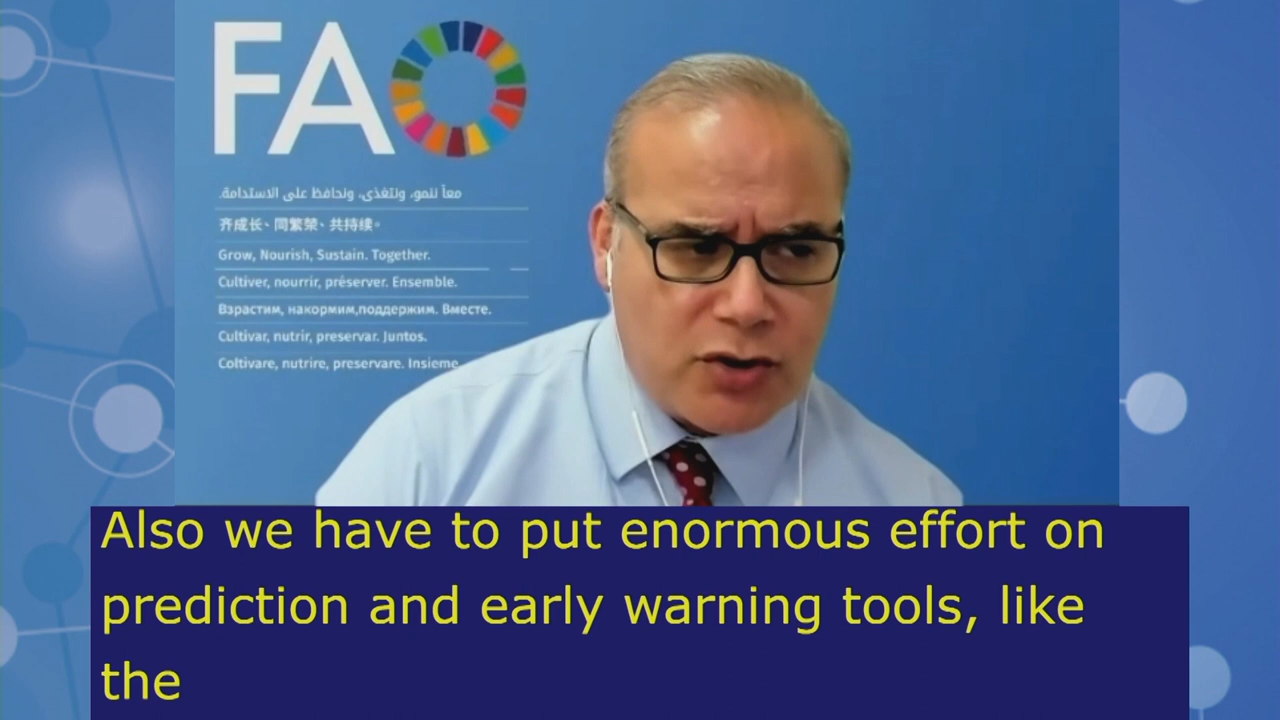 FAO
معاً ننمو، ونتغذى، ونحافظ على الاستدامة.
齐成长、同繁荣、共持续。
Grow, Nourish, Sustain. Together.
Cultiver, nourrir, préserver. Ensemble.
Взрастим, накормим,поддержим. Вместе.
Cultivar, nutrir, preservar. Juntos.
Coltivare, nutrire, preservare. Insieme
Also we have to put enormous effort on
prediction and early warning tools, like
the